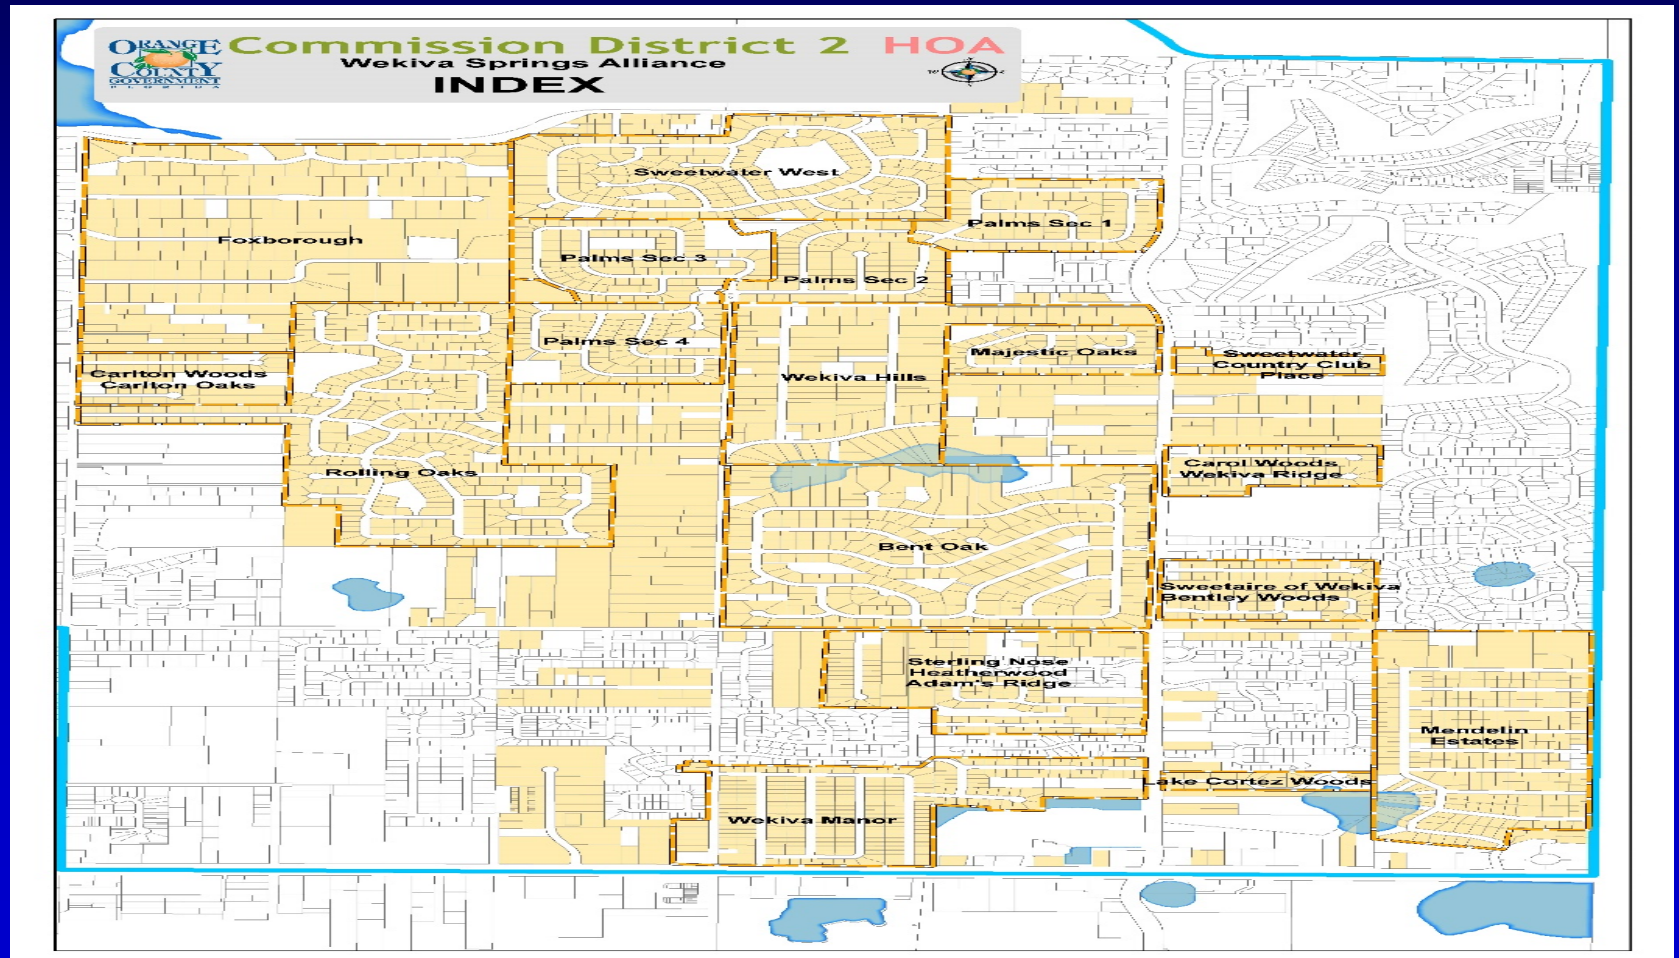 ORANGE
COUNTY
GOVERNMENT
FLORIDA
Commission District 2 HOA
Wekiva Springs Alliance
INDEX
Sweetwater West
Palms Sec 1
Foxborough
Palms Sec 3
Palms Sec 2
Palms Sec 4
Majestic Oaks
Sweetwater
Country Club
Place
Carlton Woods
Carlton Oaks
Wekiva Hills
Rolling Oaks
Carol Woods
Wekiva Ridge
Bent Oak
Sweetaire of Wekiva
Bentley Woods
Sterling Nose
Heatherwood
Adam's Ridge
Mendelin
Estates
Lake Cortez Woods
Wekiva Manor